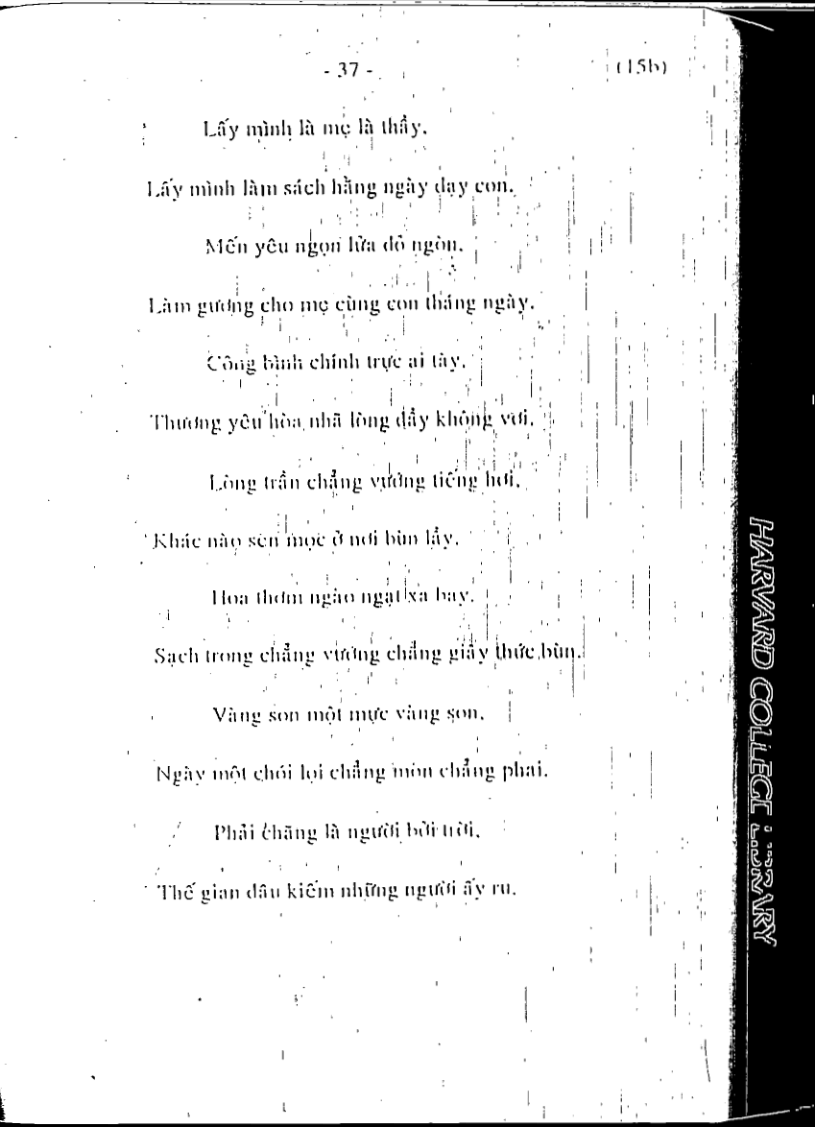 - 37 - (15b)
Lấy mình là mẹ là thầy.
Lấy mình làm sách hằng ngày dạy con.
Mến yêu ngọn lửa đỏ ngòn.
Làm gương cho mẹ cùng con tháng ngày.
Công bình chính trực ai tày.
Thương yêu hòa nhã lòng đầy không vơi.
Lòng trần chẳng vướng tiếng hơi.
Khác nào sen mọc ở nơi bùn lầy.
Hoa thơm ngào ngạt xa bay.
Sạch trong chẳng vướng chẳng giây thức bùn.
Vàng son một mực vàng son.
Ngày một chói lọi chẳng mòn chẳng phai.
Phải chăng là người bởi trời.
Thế gian đâu kiếm những người ấy ru.
HARVARD COLLEGE LIBRARY